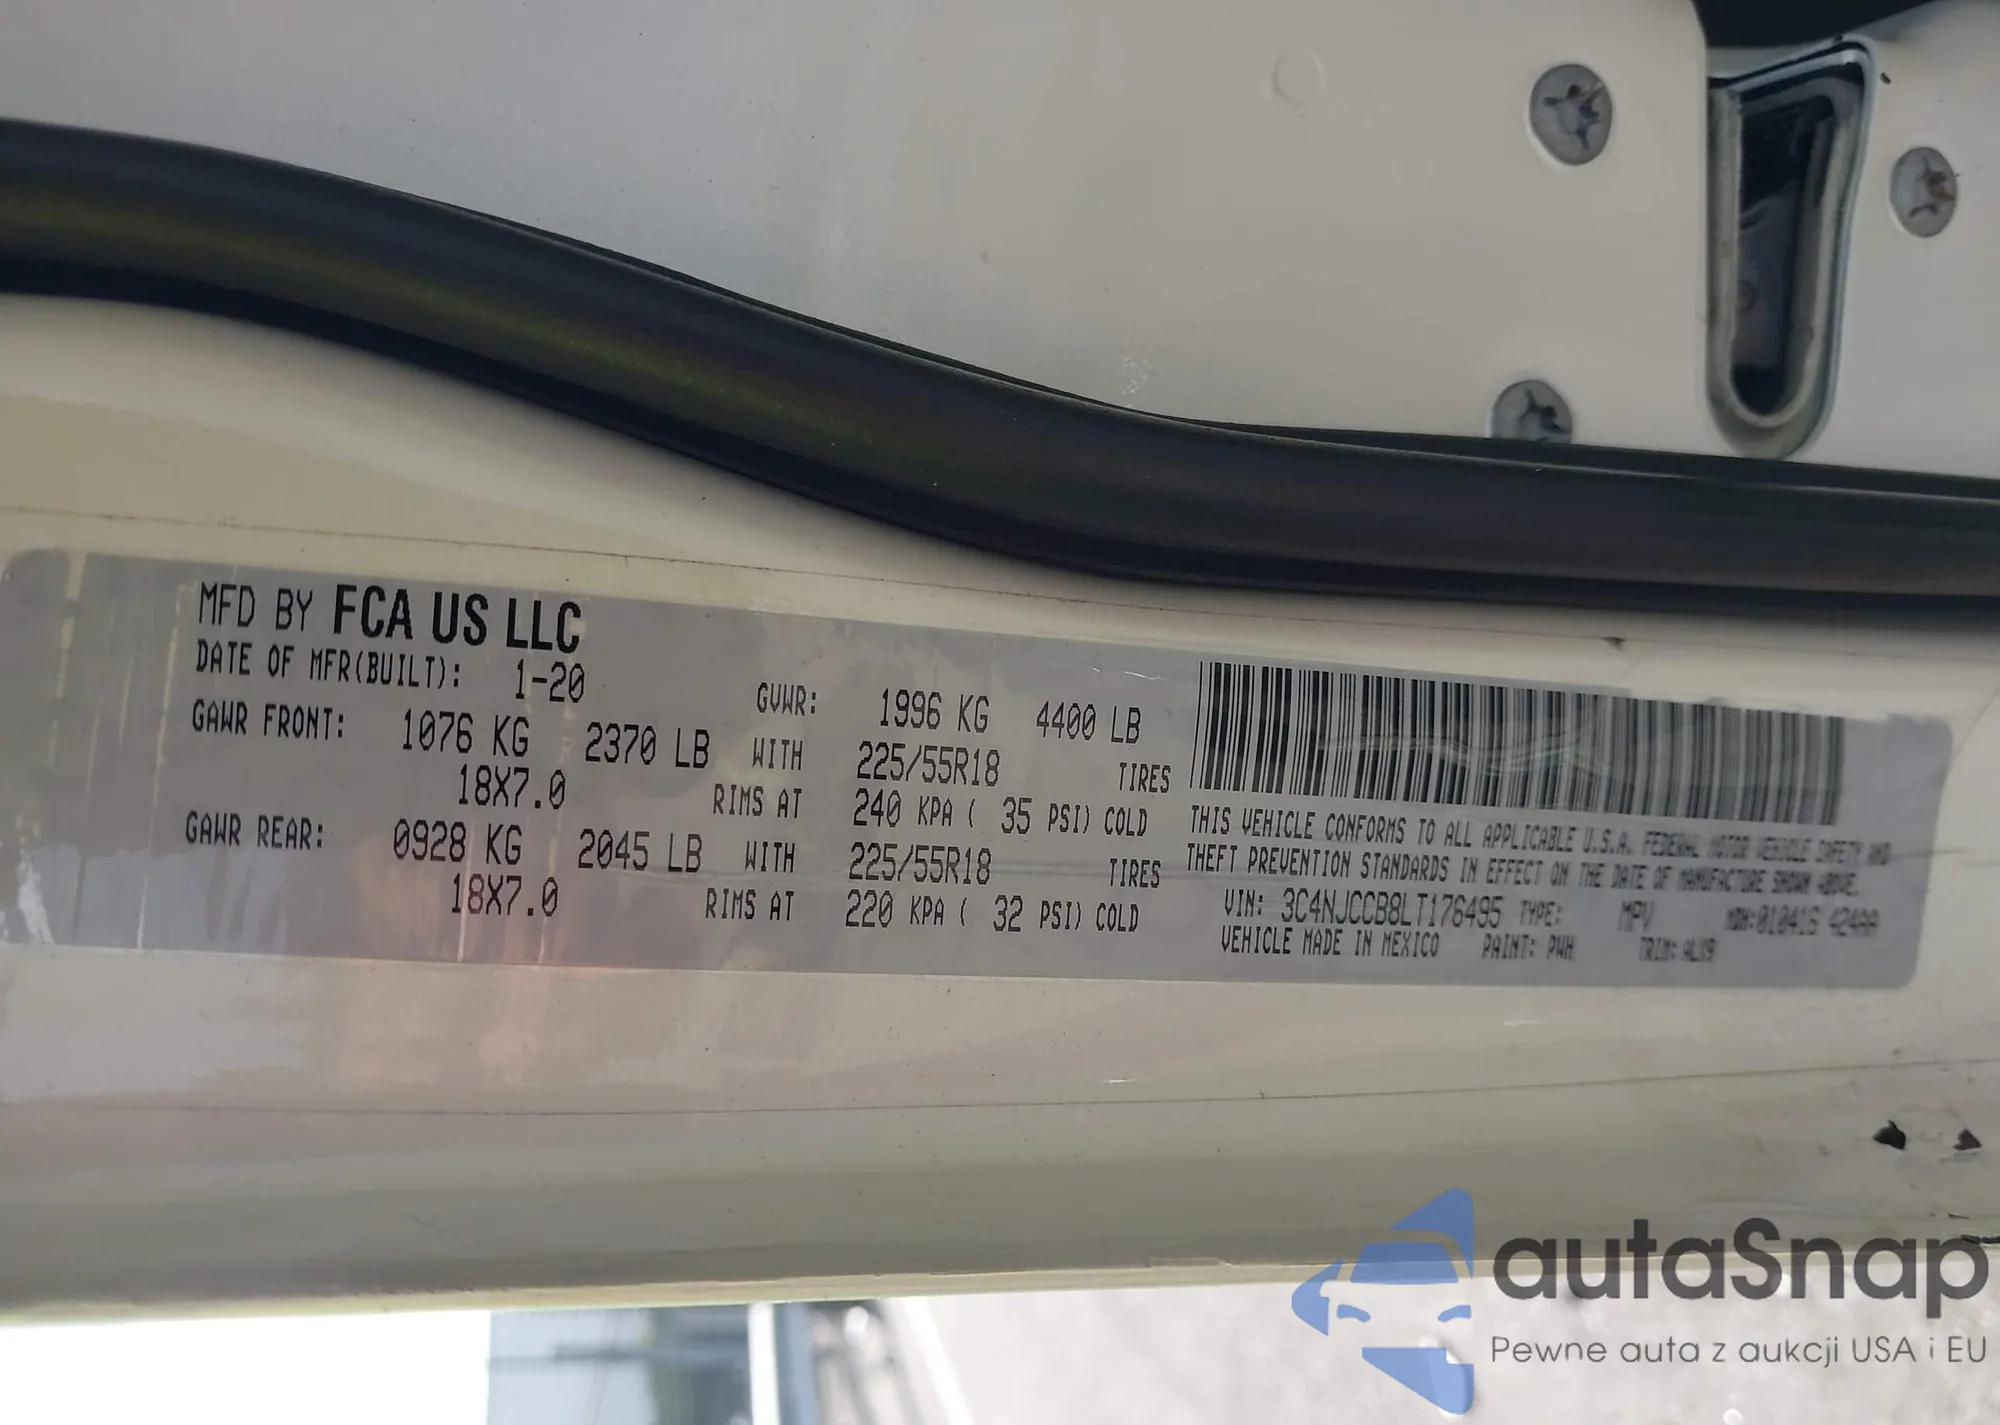 MFD BY FCA US LLC
DATE OF MFR(BUILT): 1-20 GVWR: 1996 KG 4400 LB
GAWR FRONT: 1076 KG 2370 LB WITH 225/55R18 TIRES
18X7.0 RIMS AT 240 KPA ( 35 PSI) COLD
GAWR REAR: 0928 KG 2045 LB WITH 225/55R18 TIRES
18X7.0 RIMS AT 220 KPA ( 32 PSI) COLD
THIS VEHICLE CONFORMS TO ALL APPLICABLE U.S.A. FEDERAL MOTOR VEHICLE SAFETY AND
THEFT PREVENTION STANDARDS IN EFFECT ON THE DATE OF MANUFACTURE SHOWN ABOVE.
VIN: 3C4NJCCB8LT176495 TYPE: MPV MDH:010416 424AA
VEHICLE MADE IN MEXICO PAINT: PWH TRIM:
autaSnap
Pewne auta z aukcji USA i EU